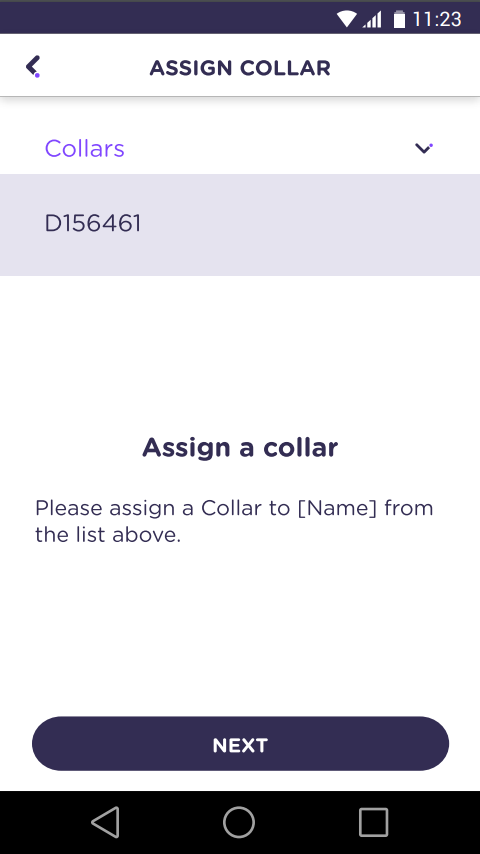 11:23
ASSIGN COLLAR
Collars
D156461
Assign a collar
Please assign a Collar to [Name] from
the list above.
NEXT